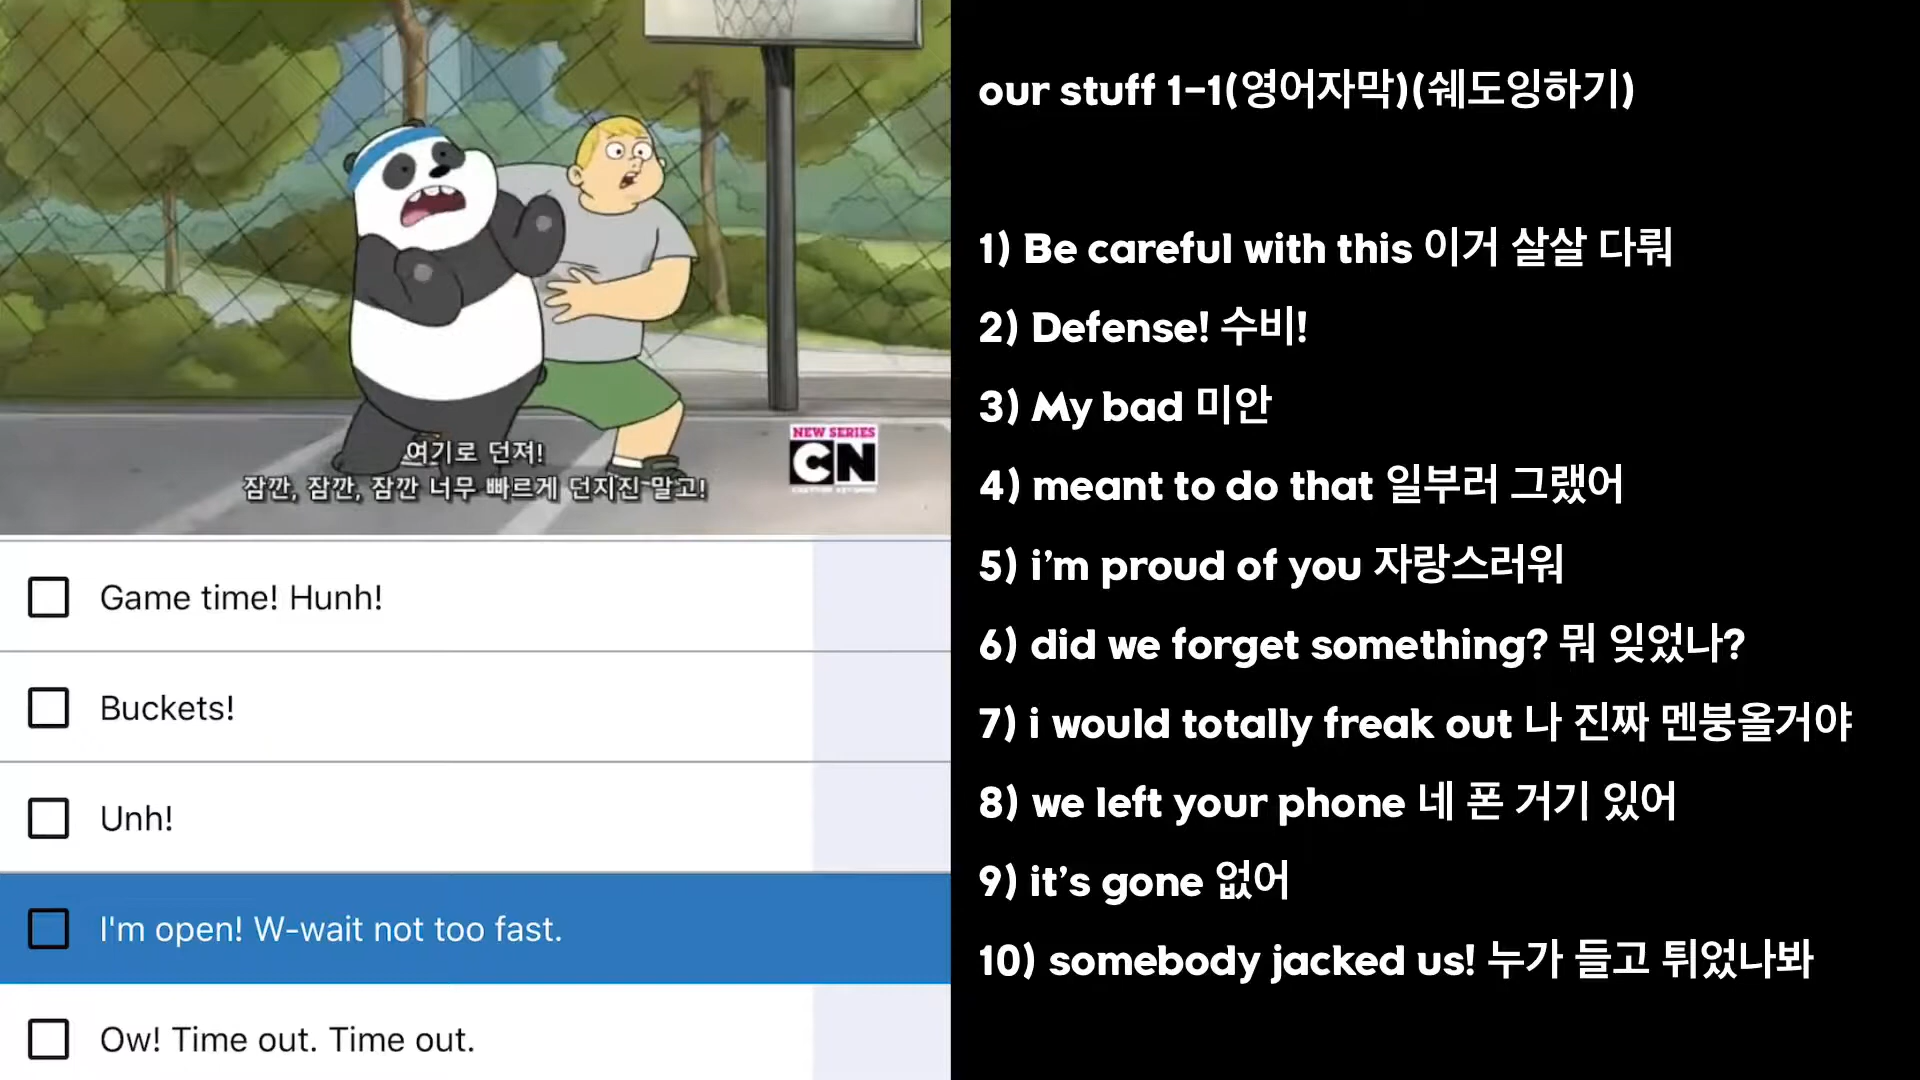 여기로 던져!
잠깐, 잠깐, 잠깐 너무 빠르게 던지진 말고!
NEW SERIES
CN
Game time! Hunh!
Buckets!
Unh!
I'm open! W-wait not too fast.
Ow! Time out. Time out.
our stuff 1-1(영어자막)(쉐도잉하기)
1) Be careful with this 이거 살살 다뤄
2) Defense! 수비!
3) My bad 미안
4) meant to do that 일부러 그랬어
5) i'm proud of you 자랑스러워
6) did we forget something? 뭐 잊었나?
7) i would totally freak out 나 진짜 멘붕올거야
8) we left your phone 네 폰 거기 있어
9) it's gone 없어
10) somebody jacked us! 누가 들고 튀었나봐